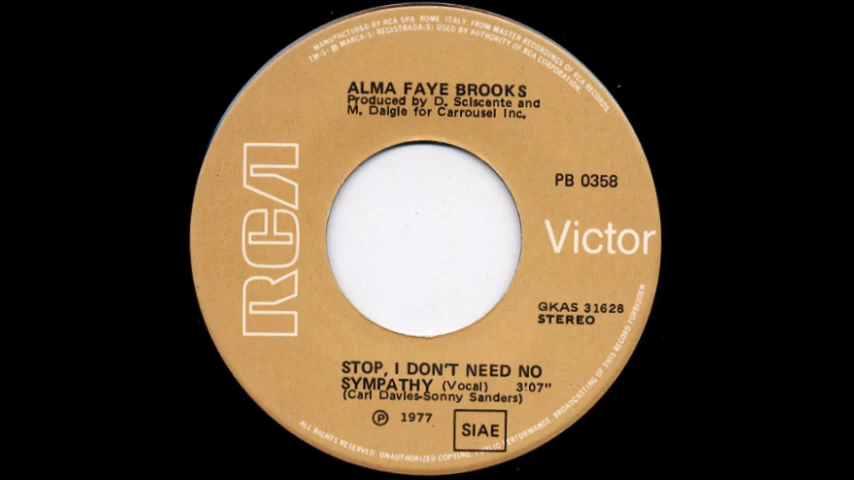 MANUFACTURED BY RCA SPA ROME ITALY FROM MASTER RECORDINGS OF RCA RECORDS.
MARCA(S) REGISTRADA(S) USED BY AUTHORITY OF RCA CORPORATION.
ALMA FAYE BROOKS
Produced by D. Sciscente and
M. Daigle for Carrousel Inc.
PB 0358
RCA
Victor
GKAS 31628
STEREO
STOP, I DON'T NEED NO
SYMPATHY (Vocal) 3'07"
(Carl Davies-Sonny Sanders)
℗ 1977
SIAE
ALL RIGHTS RESERVED UNAUTHORIZED COPYING, PUBLIC PERFORMANCE, BROADCASTING OF THIS RECORD FORBIDDEN